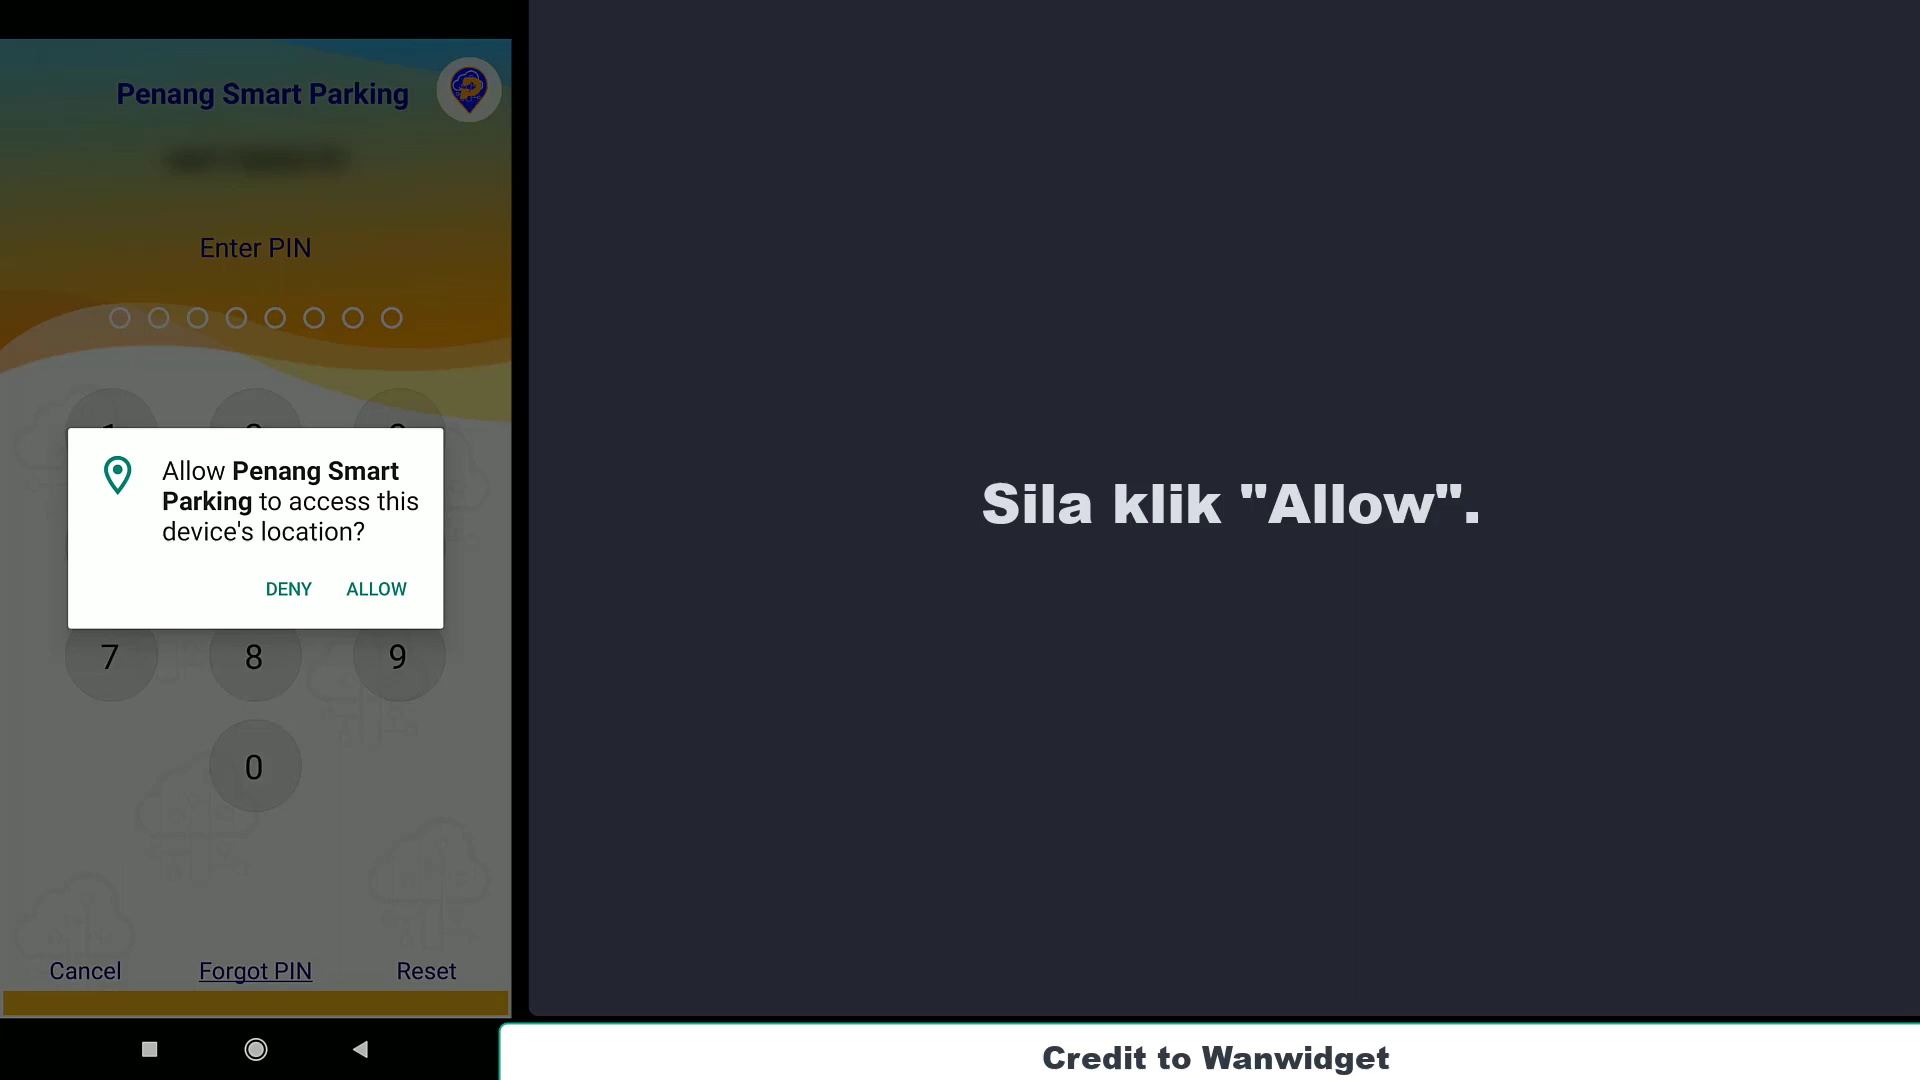 Penang Smart Parking
Enter PIN
Allow Penang Smart
Parking to access this
device's location?
DENY ALLOW
7 8 9
0
Cancel Forgot PIN Reset
Sila klik "Allow".
Credit to Wanwidget